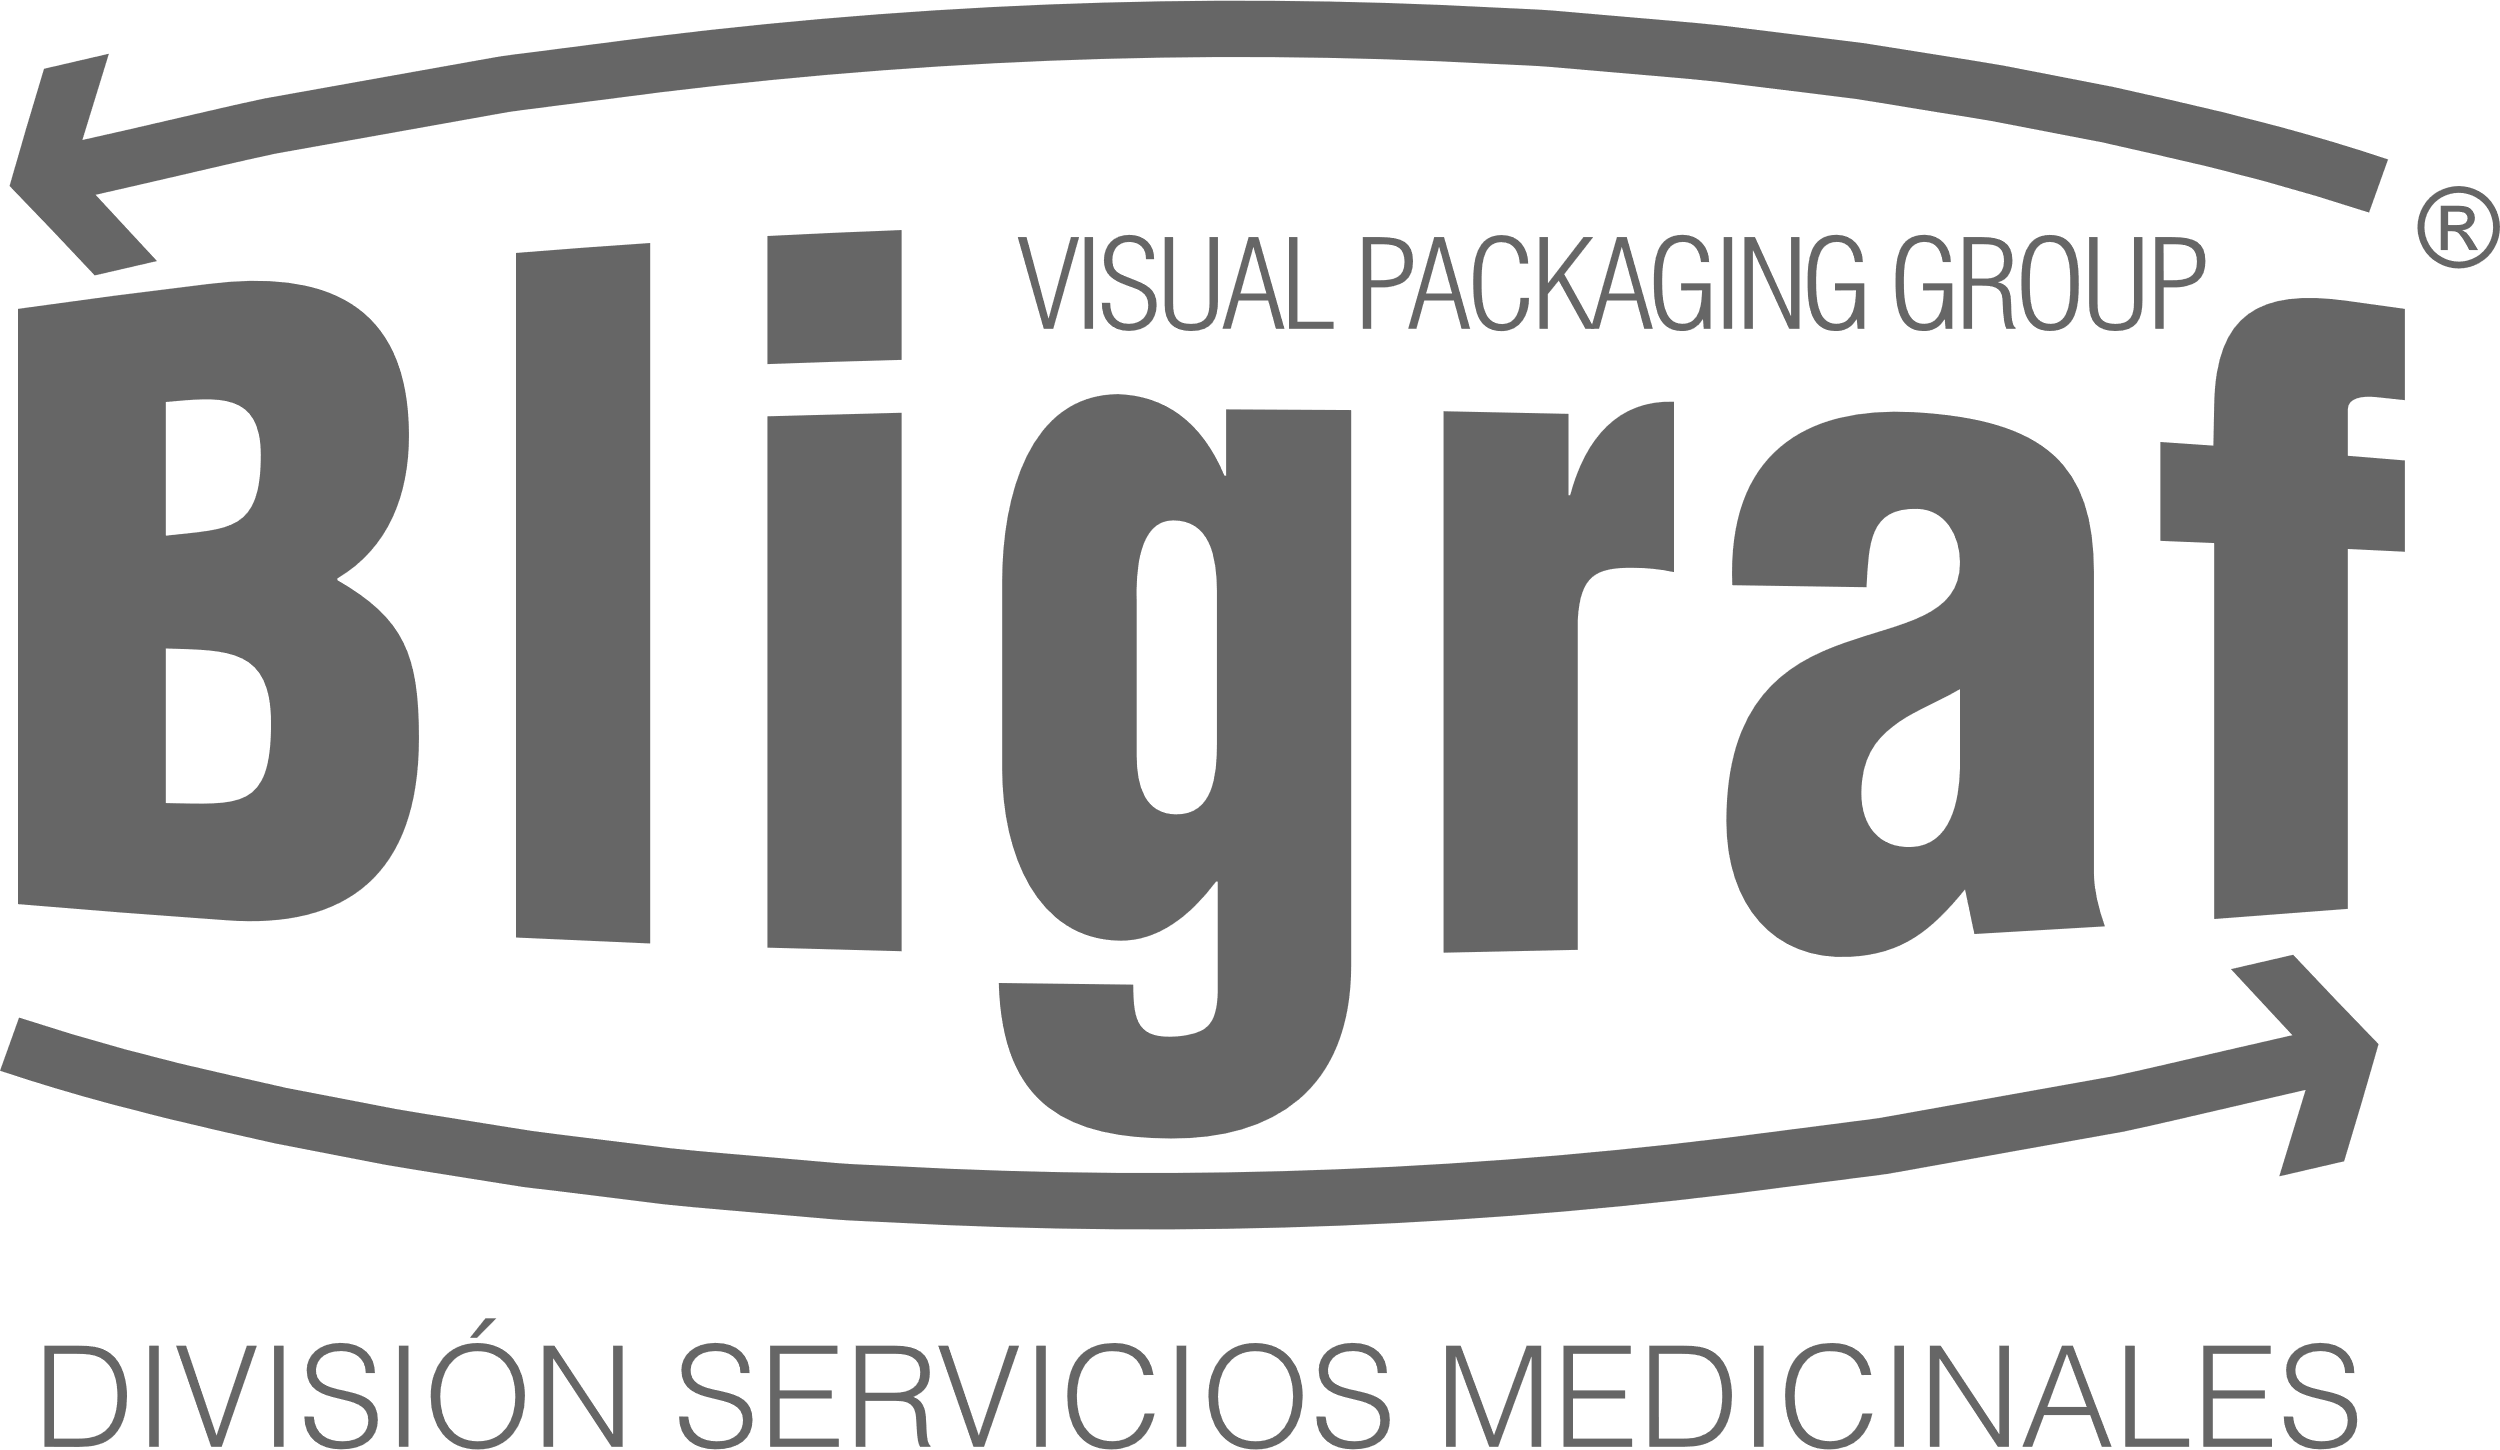 VISUAL PACKAGING GROUP ®
Bligraf
DIVISIÓN SERVICIOS MEDICINALES